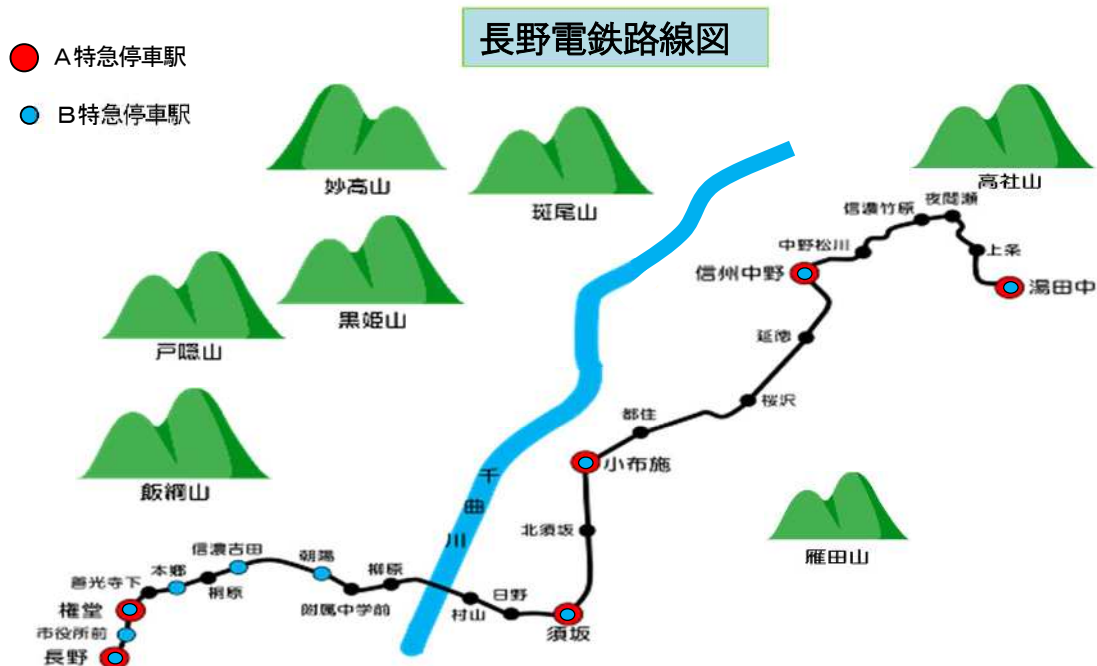 長野電鉄路線図
A特急停車駅
B特急停車駅
妙高山
斑尾山
高社山
黒姫山
戸隠山
飯綱山
雁田山
千曲川
長野
市役所前
権堂
善光寺下
本郷
桐原
信濃吉田
朝陽
附属中学前
柳原
村山
日野
須坂
北須坂
小布施
都住
桜沢
延徳
信州中野
中野松川
信濃竹原
夜間瀬
上条
湯田中